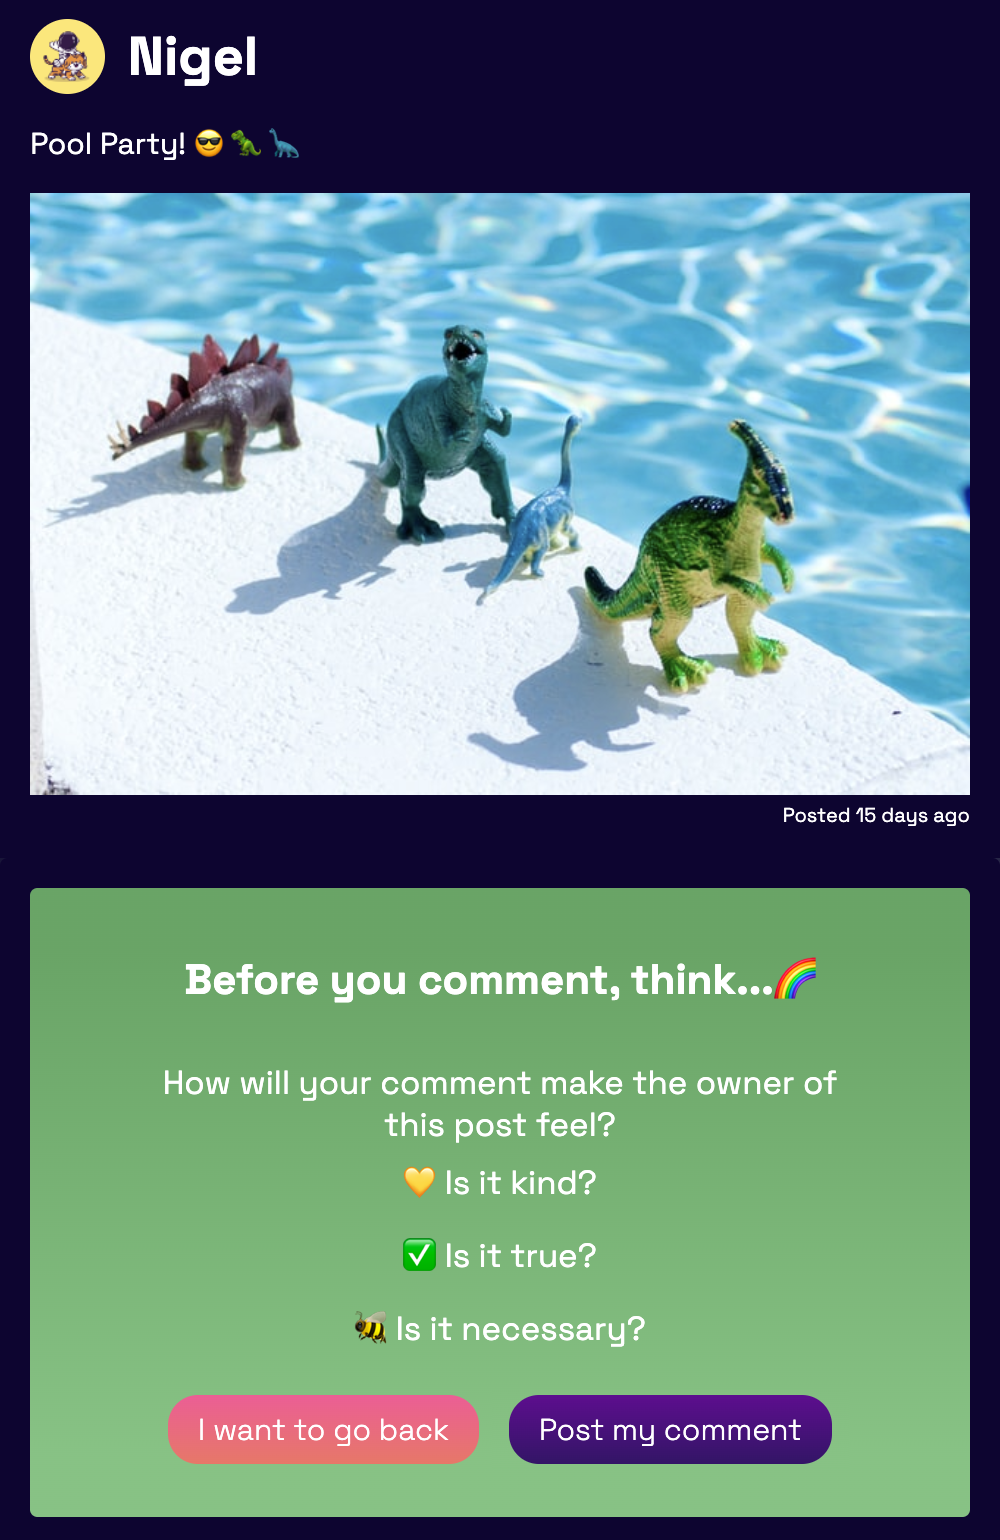 Nigel
Pool Party! 😎 🦖 🦕
Posted 15 days ago
Before you comment, think...🌈
How will your comment make the owner of
this post feel?
💛 Is it kind?
✅ Is it true?
🐝 Is it necessary?
I want to go back
Post my comment